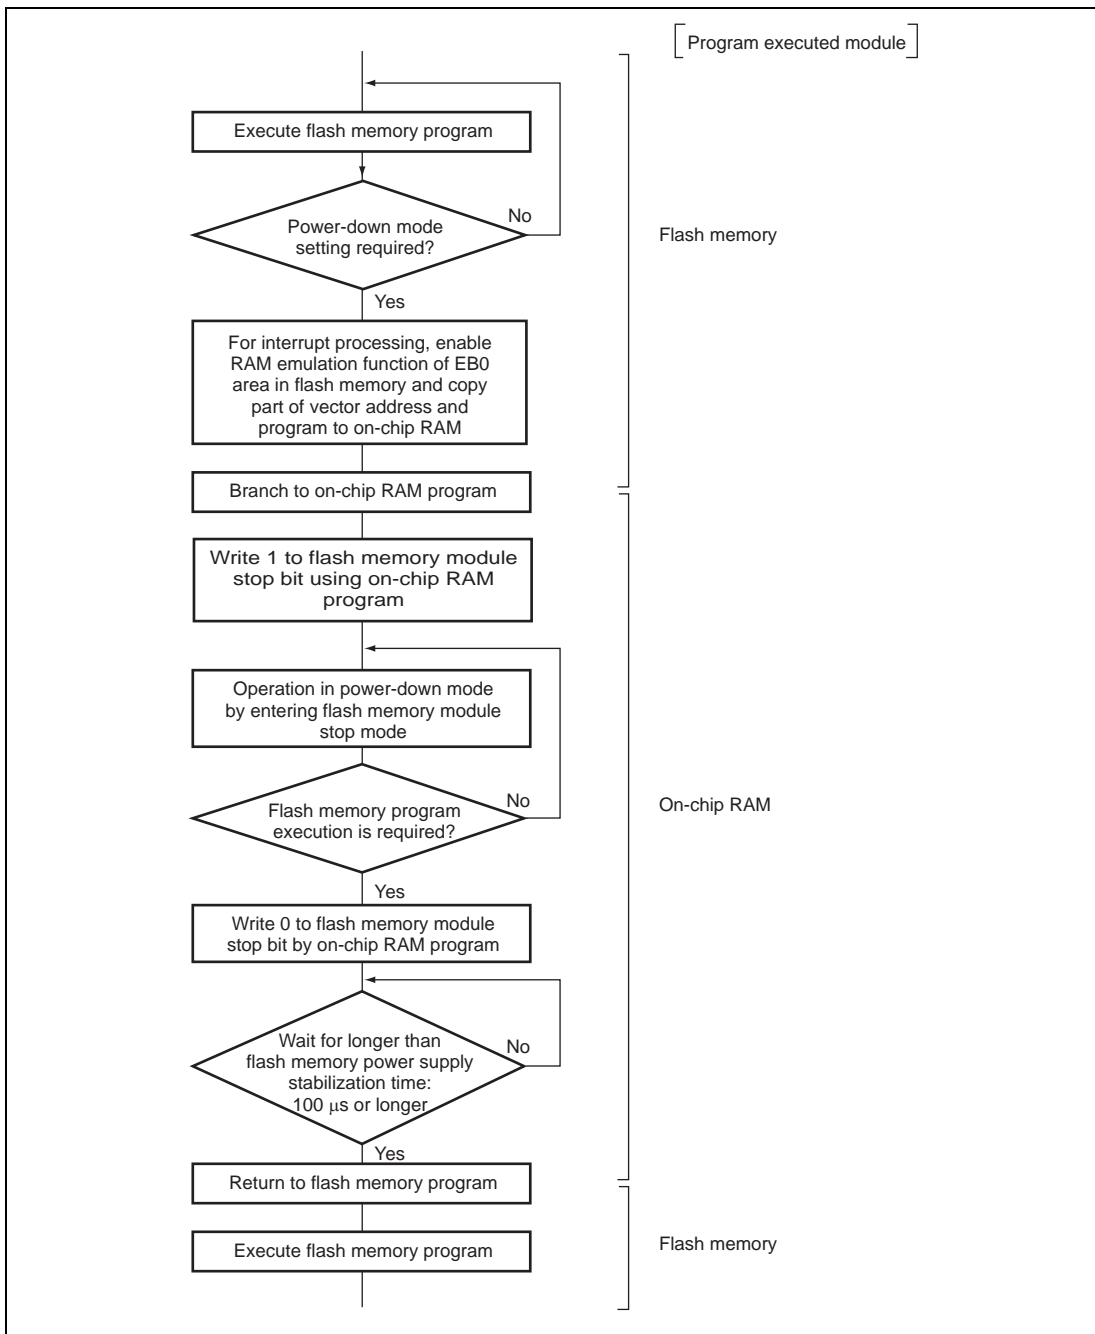 Program executed module
Execute flash memory program
No
Power-down mode
setting required?
Flash memory
Yes
For interrupt processing, enable
RAM emulation function of EB0
area in flash memory and copy
part of vector address and
program to on-chip RAM
Branch to on-chip RAM program
Write 1 to flash memory module
stop bit using on-chip RAM
program
Operation in power-down mode
by entering flash memory module
stop mode
No
Flash memory program
execution is required?
On-chip RAM
Yes
Write 0 to flash memory module
stop bit by on-chip RAM program
Wait for longer than
No
flash memory power supply
stabilization time:
100 μs or longer
Yes
Return to flash memory program
Execute flash memory program
Flash memory